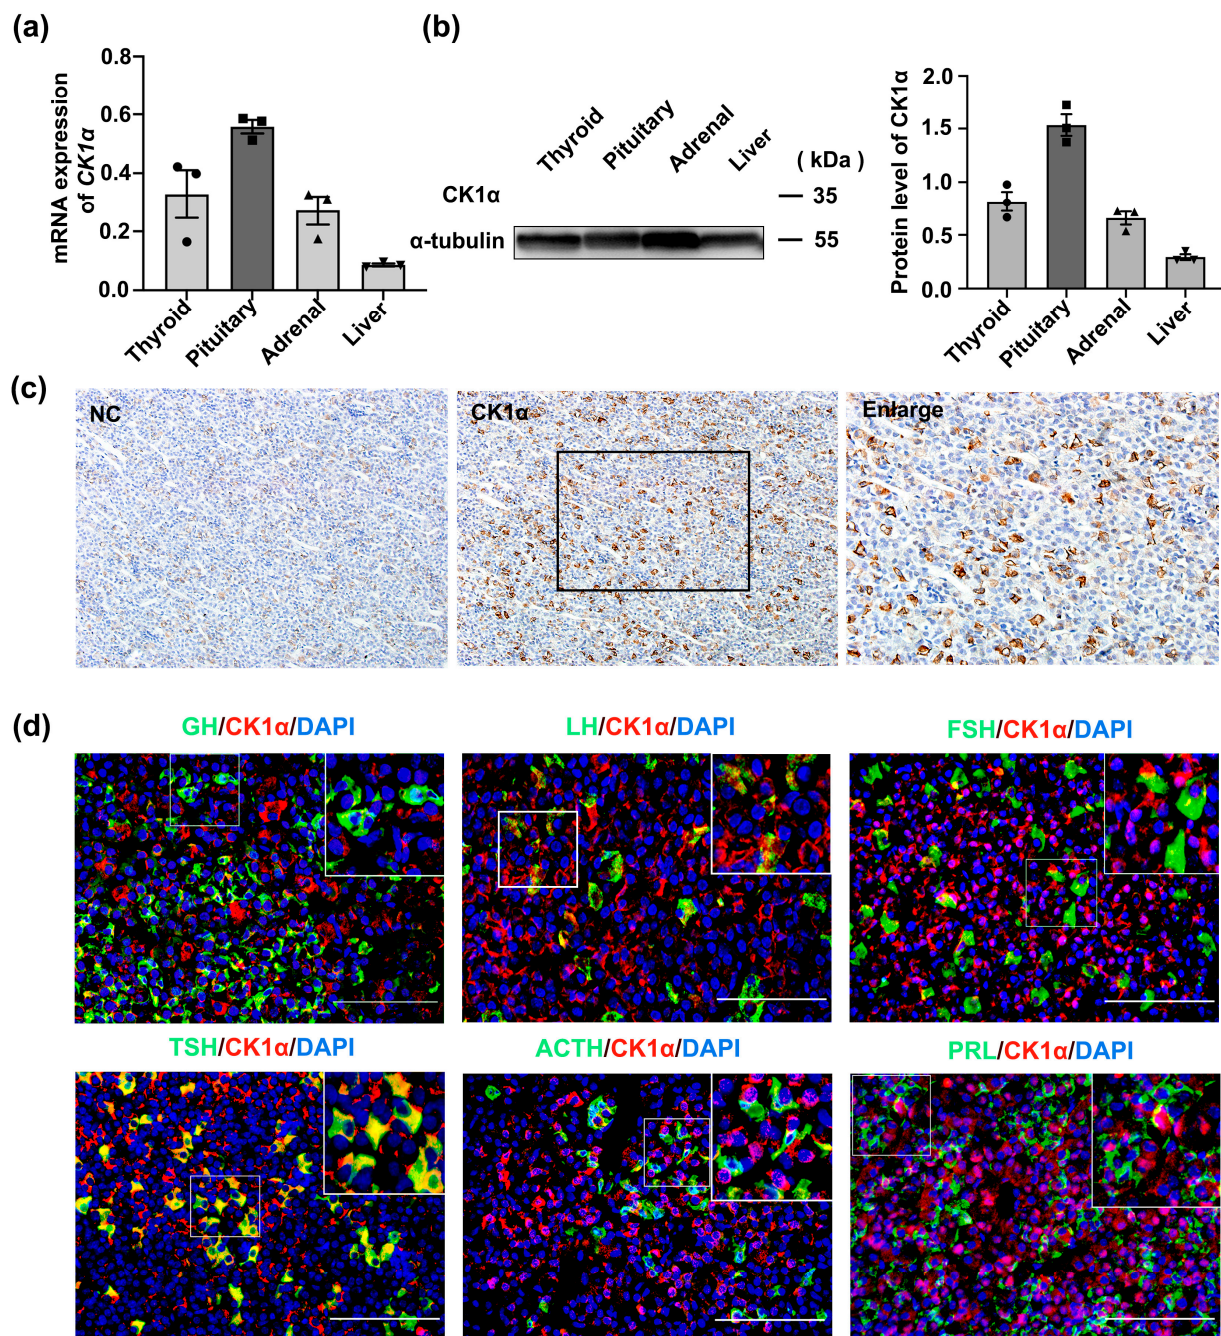 (a)
mRNA expression
of CK1α
0.8
0.6
0.4
0.2
0.0
Thyroid
Pituitary
Adrenal
Liver
(b)
Thyroid
Pituitary
Adrenal
Liver
( kDa )
CK1α
35
α-tubulin
55
Protein level of CK1α
2.0
1.5
1.0
0.5
0.0
Thyroid
Pituitary
Adrenal
Liver
(c)
NC
CK1α
Enlarge
(d)
GH/CK1α/DAPI
LH/CK1α/DAPI
FSH/CK1α/DAPI
TSH/CK1α/DAPI
ACTH/CK1α/DAPI
PRL/CK1α/DAPI